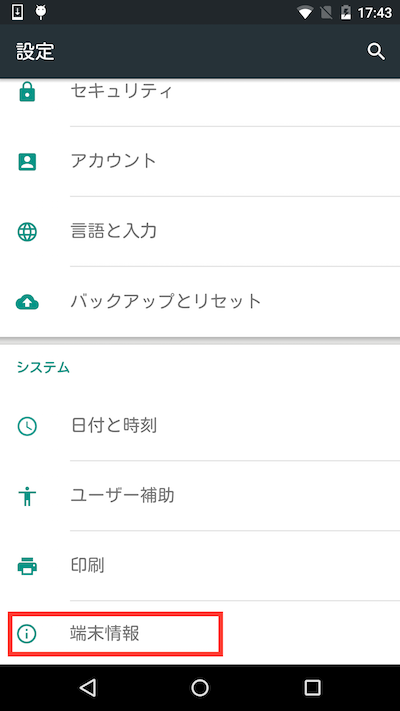 17:43
設定
セキュリティ
アカウント
言語と入力
バックアップとリセット
システム
日付と時刻
ユーザー補助
印刷
端末情報